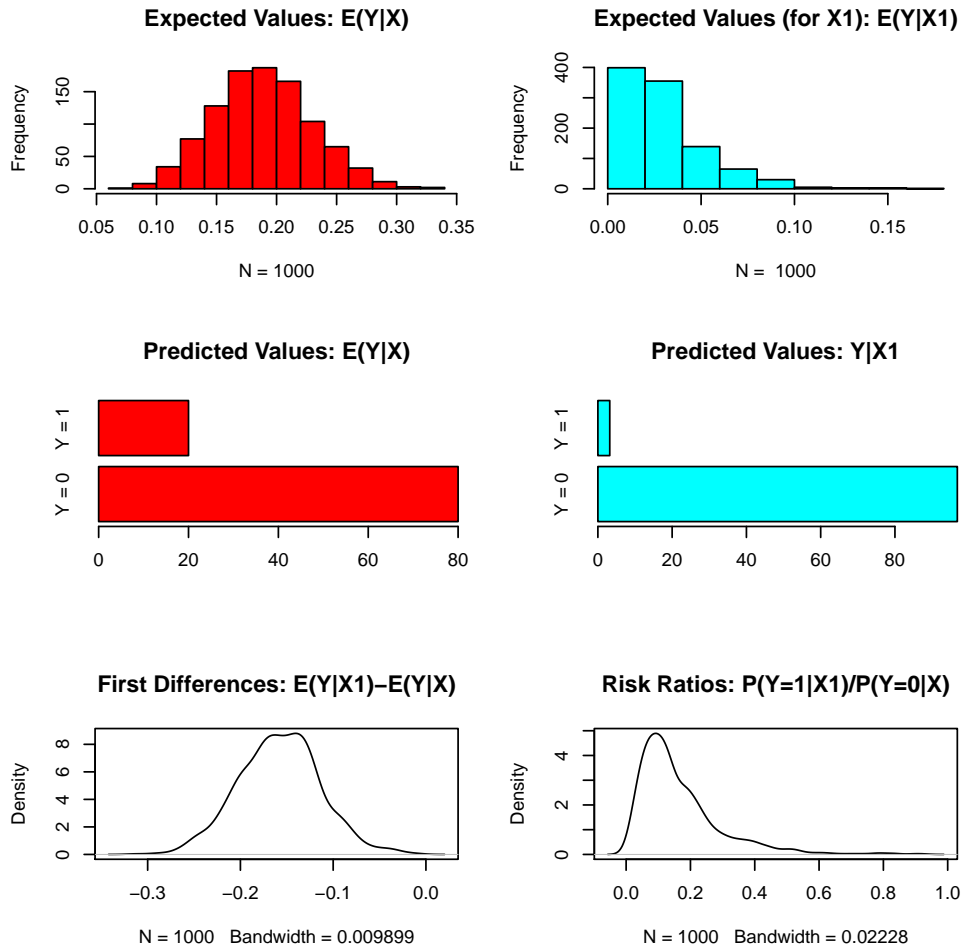 Expected Values: E(Y|X)
Frequency
0 50 150
0.05 0.10 0.15 0.20 0.25 0.30 0.35
N = 1000
Expected Values (for X1): E(Y|X1)
Frequency
0 200 400
0.00 0.05 0.10 0.15
N = 1000
Predicted Values: E(Y|X)
Y = 1
Y = 0
0 20 40 60 80
Predicted Values: Y|X1
Y = 1
Y = 0
0 20 40 60 80
First Differences: E(Y|X1)−E(Y|X)
Density
0 2 4 6 8
−0.3 −0.2 −0.1 0.0
N = 1000 Bandwidth = 0.009899
Risk Ratios: P(Y=1|X1)/P(Y=0|X)
Density
0 2 4
0.0 0.2 0.4 0.6 0.8 1.0
N = 1000 Bandwidth = 0.02228